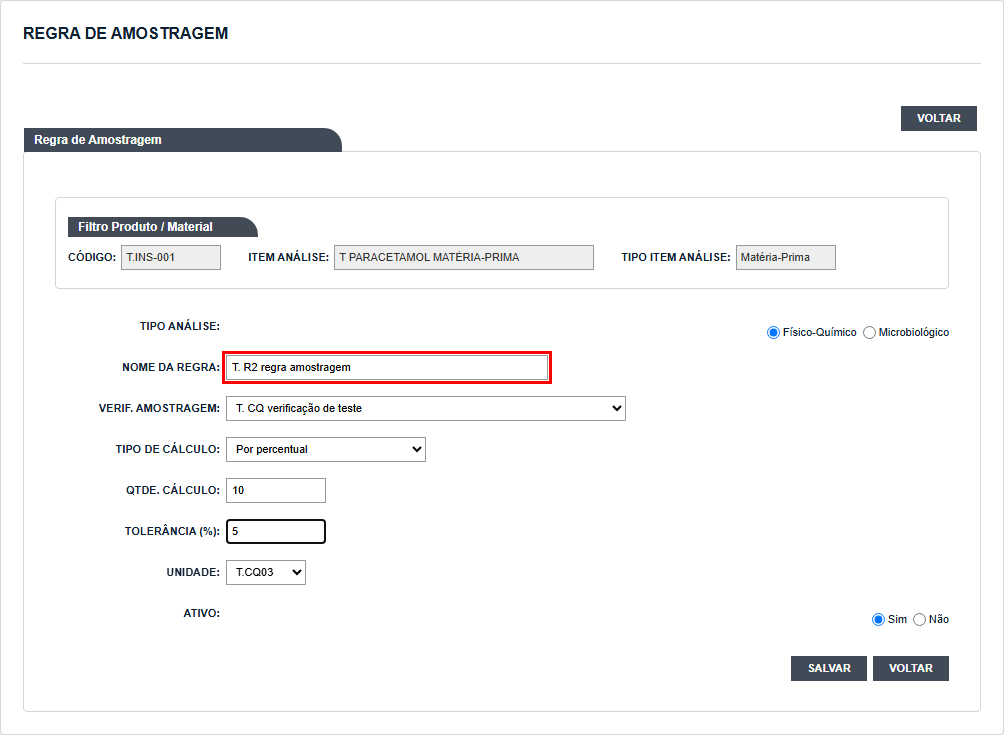 REGRA DE AMOSTRAGEM
VOLTAR
Regra de Amostragem
Filtro Produto / Material
CÓDIGO: T.INS-001 ITEM ANÁLISE: T PARACETAMOL MATÉRIA-PRIMA TIPO ITEM ANÁLISE: Matéria-Prima
TIPO ANÁLISE: Físico-Químico Microbiológico
NOME DA REGRA: T. R2 regra amostragem
VERIF. AMOSTRAGEM: T. CQ verificação de teste
TIPO DE CÁLCULO: Por percentual
QTDE. CÁLCULO: 10
TOLERÂNCIA (%): 5
UNIDADE: T.CQ03
ATIVO: Sim Não
SALVAR VOLTAR